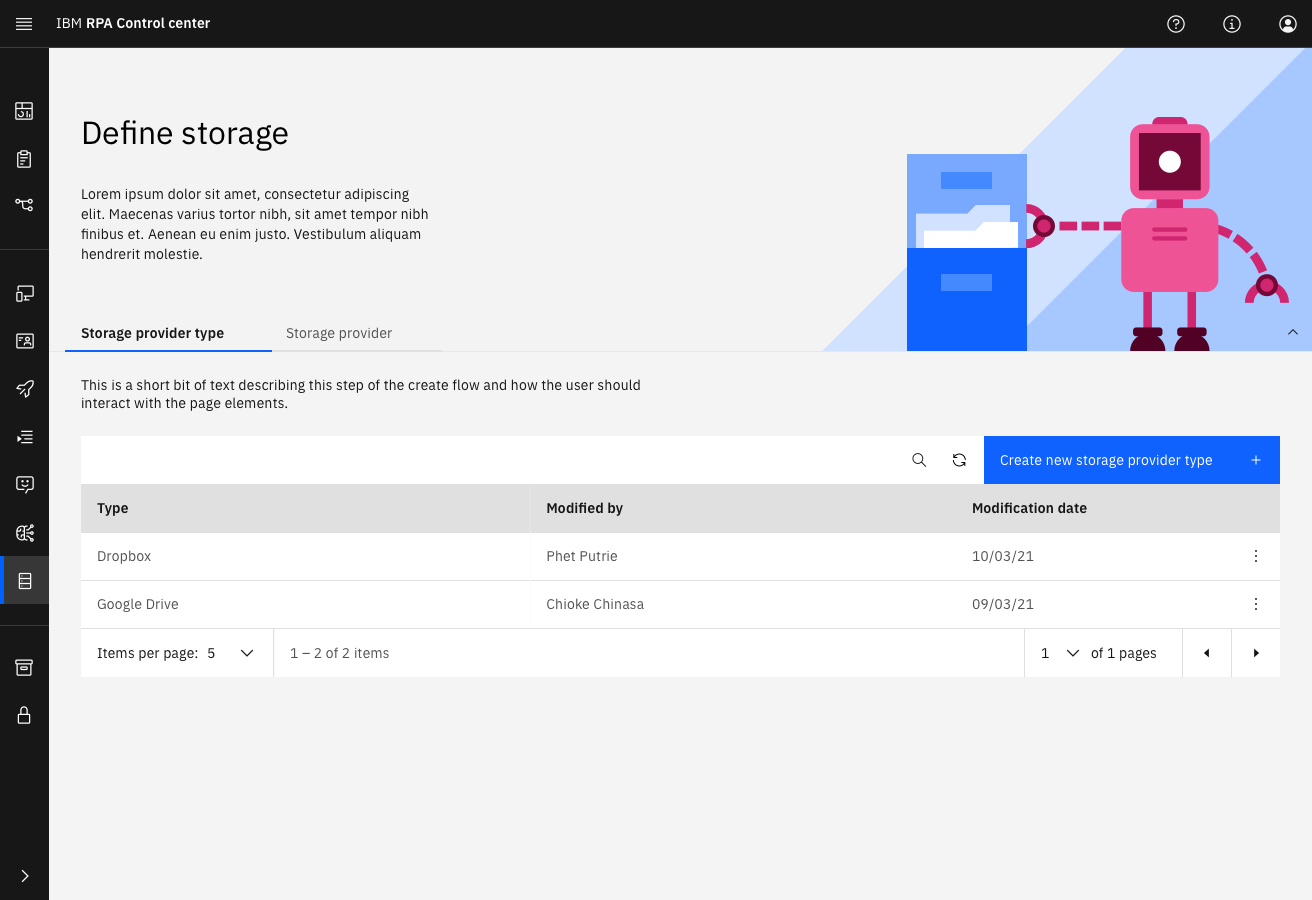 IBM RPA Control center
Define storage
Lorem ipsum dolor sit amet, consectetur adipiscing
elit. Maecenas varius tortor nibh, sit amet tempor nibh
finibus et. Aenean eu enim justo. Vestibulum aliquam
hendrerit molestie.
Storage provider type Storage provider
This is a short bit of text describing this step of the create flow and how the user should
interact with the page elements.
Create new storage provider type +
Type Modified by Modification date
Dropbox Phet Putrie 10/03/21
Google Drive Chioke Chinasa 09/03/21
Items per page: 5 1 – 2 of 2 items 1 of 1 pages